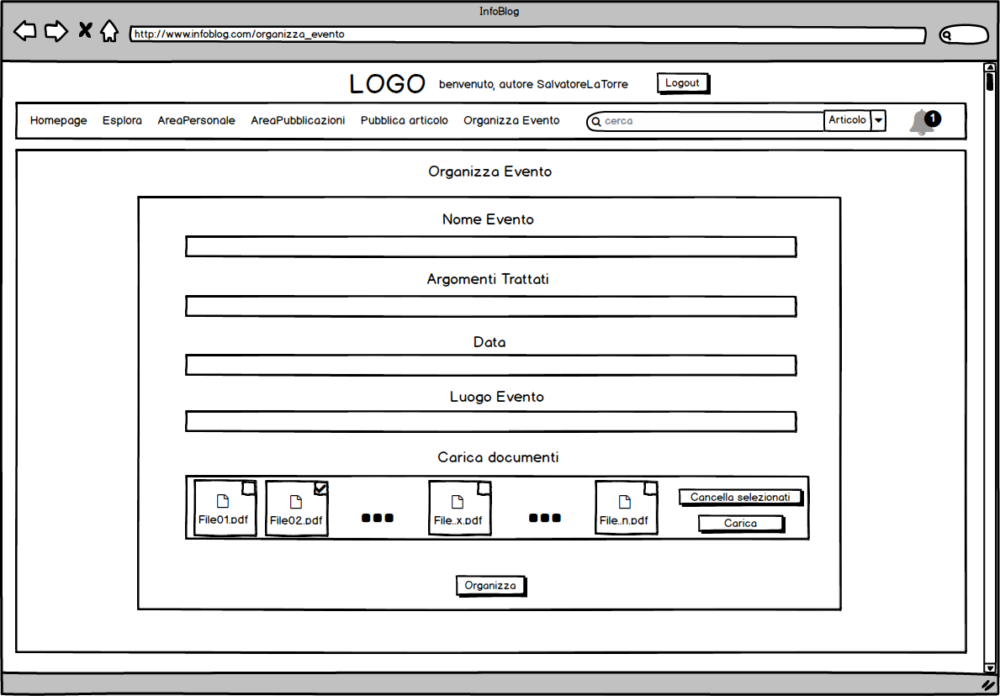 InfoBlog
http://www.infoblog.com/organizza_evento
LOGO benvenuto, autore SalvatoreLaTorre Logout
Homepage Esplora AreaPersonale AreaPubblicazioni Pubblica articolo Organizza Evento cerca Articolo 1
Organizza Evento
Nome Evento
Argomenti Trattati
Data
Luogo Evento
Carica documenti
File01.pdf File02.pdf File..x.pdf File..n.pdf Cancella selezionati
Carica
Organizza